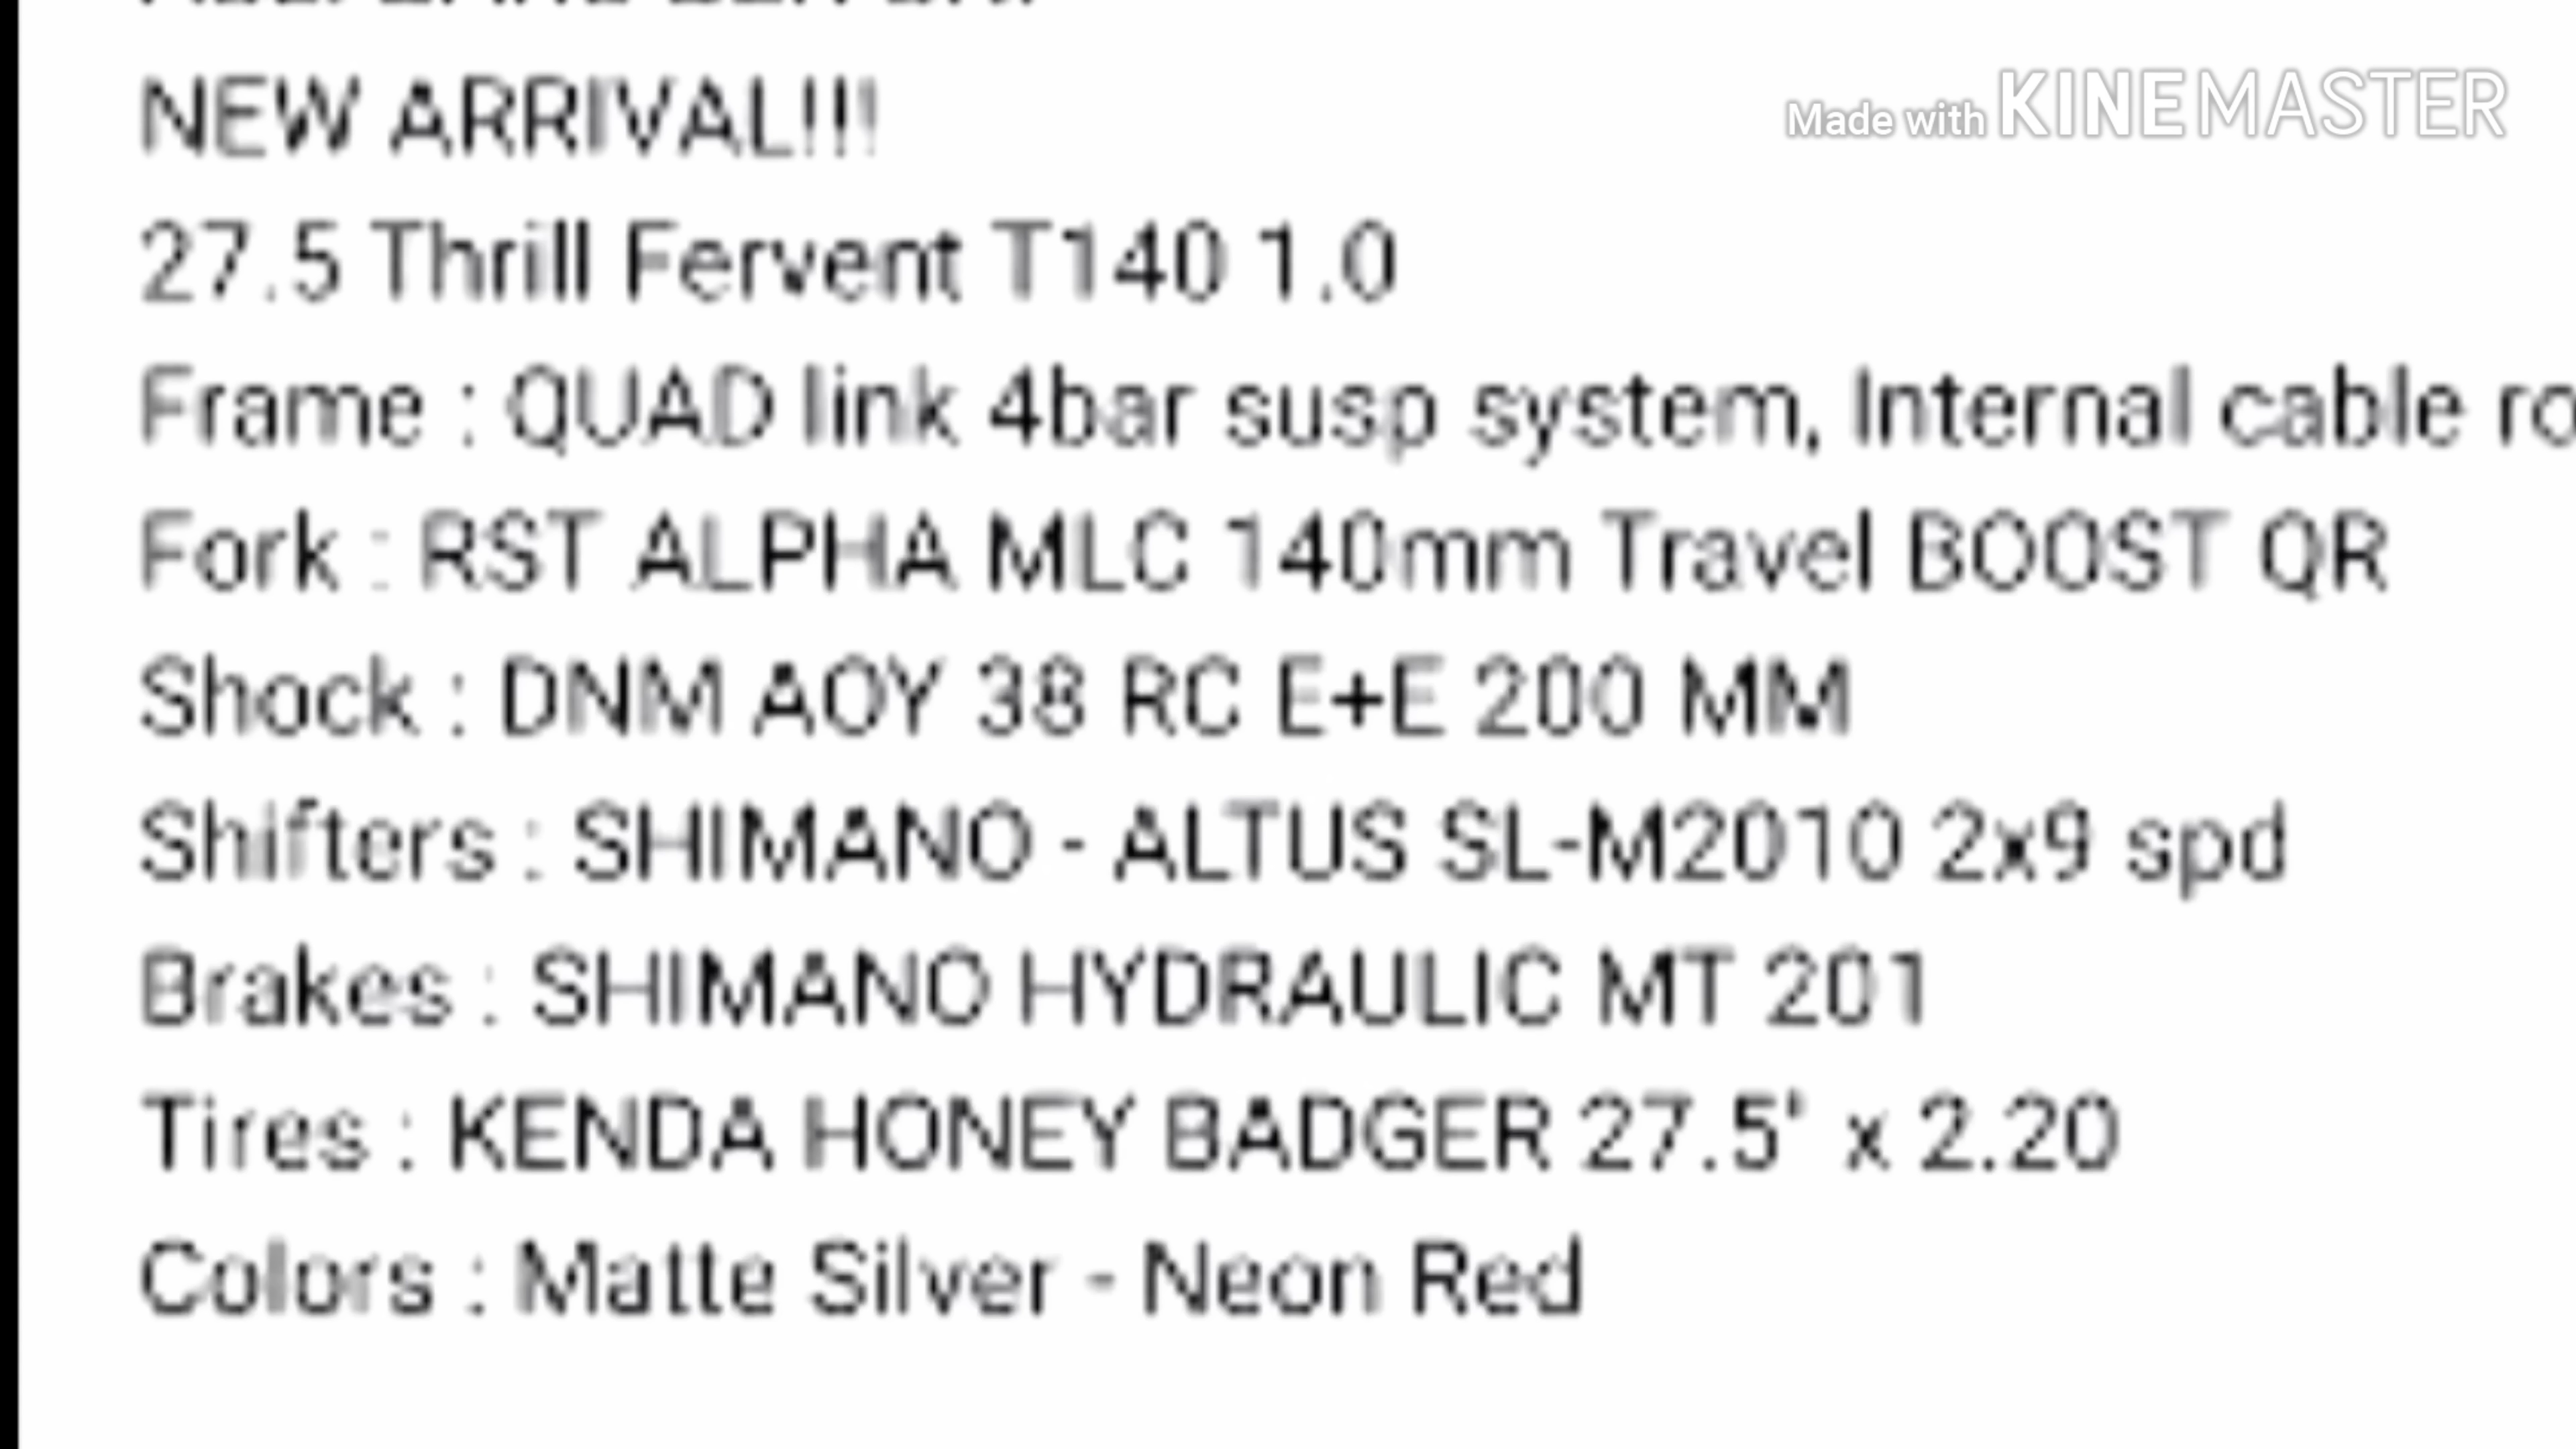 NEW ARRIVAL!!!
Made with KINEMASTER
27.5 Thrill Fervent T140 1.0
Frame : QUAD link 4bar susp system, Internal cable ro
Fork : RST ALPHA MLC 140mm Travel BOOST QR
Shock : DNM AOY 38 RC E+E 200 MM
Shifters : SHIMANO - ALTUS SL-M2010 2x9 spd
Brakes : SHIMANO HYDRAULIC MT 201
Tires : KENDA HONEY BADGER 27.5' x 2.20
Colors : Matte Silver - Neon Red